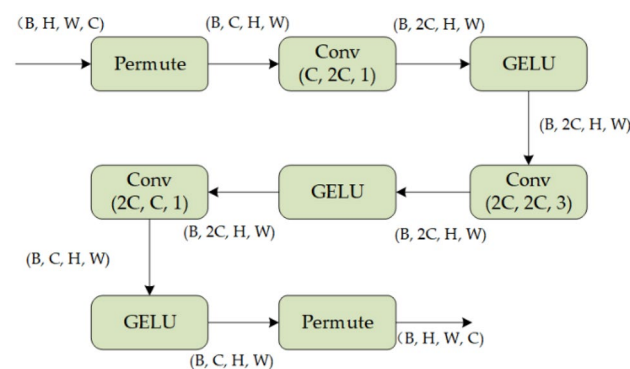 (B, H, W, C)
Permute
(B, C, H, W)
Conv
(C, 2C, 1)
(B, 2C, H, W)
GELU
(B, 2C, H, W)
Conv
(2C, 2C, 3)
(B, 2C, H, W)
GELU
(B, 2C, H, W)
Conv
(2C, C, 1)
(B, C, H, W)
GELU
(B, C, H, W)
Permute
(B, H, W, C)